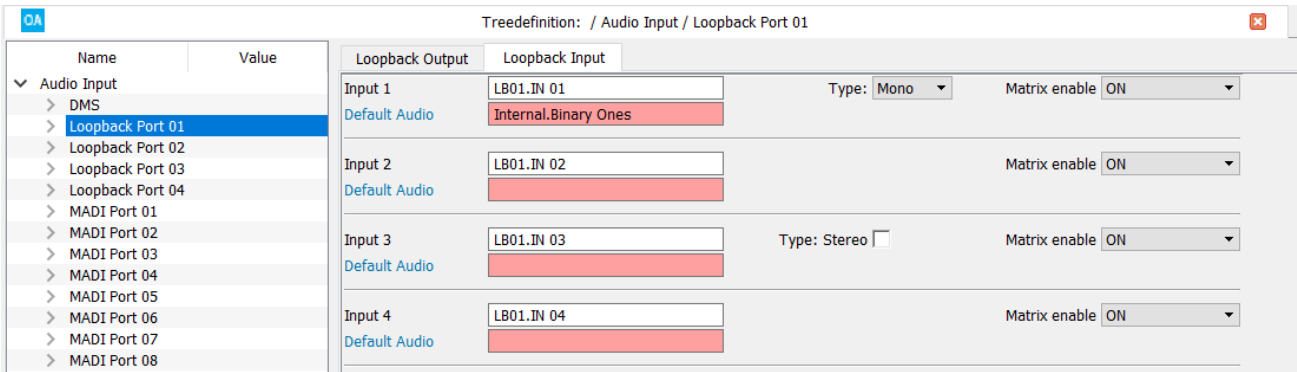 OA
Treedefinition: / Audio Input / Loopback Port 01
Name Value
Audio Input
DMS
Loopback Port 01
Loopback Port 02
Loopback Port 03
Loopback Port 04
MADI Port 01
MADI Port 02
MADI Port 03
MADI Port 04
MADI Port 05
MADI Port 06
MADI Port 07
MADI Port 08
Loopback Output Loopback Input
Input 1 LB01.IN 01 Type: Mono Matrix enable ON
Default Audio Internal.Binary Ones
Input 2 LB01.IN 02 Matrix enable ON
Default Audio
Input 3 LB01.IN 03 Type: Stereo Matrix enable ON
Default Audio
Input 4 LB01.IN 04 Matrix enable ON
Default Audio